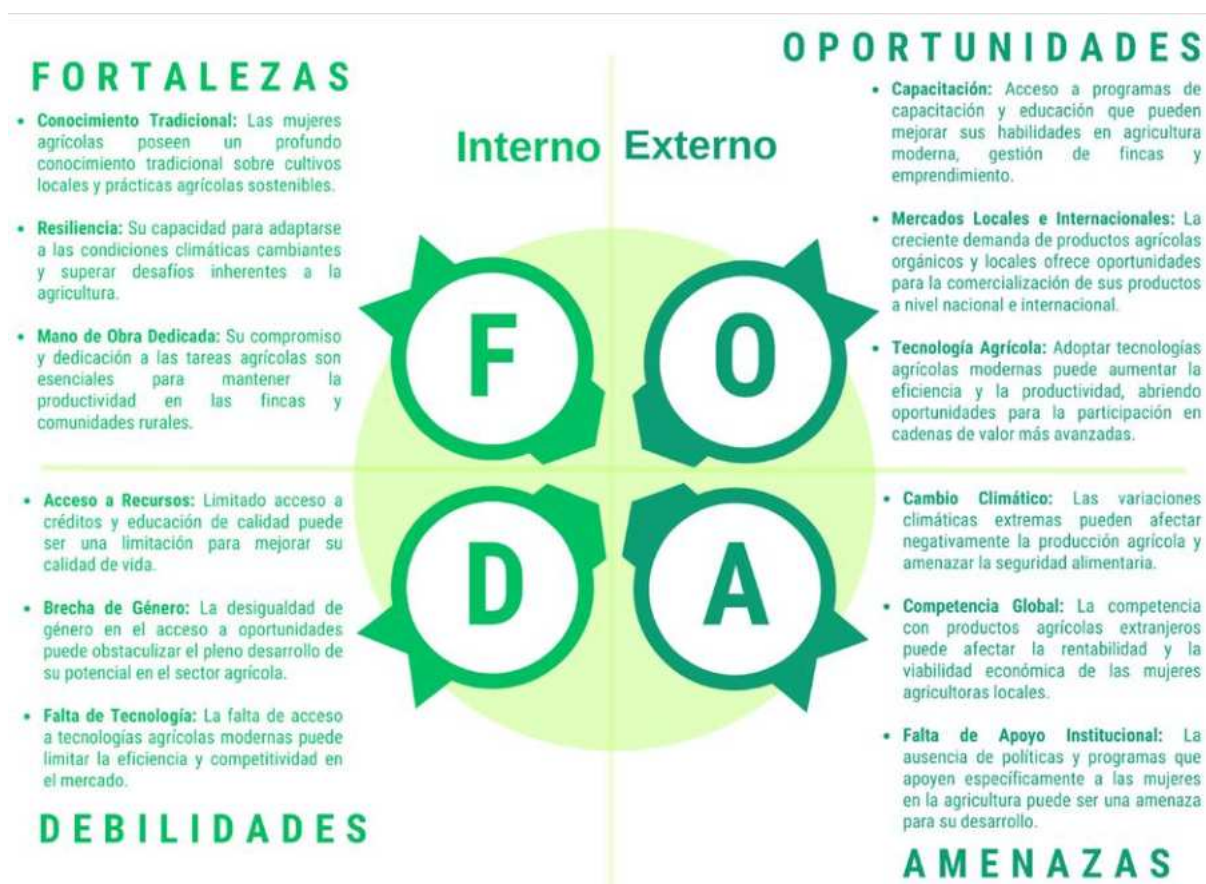 FORTALEZAS
• Conocimiento Tradicional: Las mujeres
agrícolas poseen un profundo
conocimiento tradicional sobre cultivos
locales y prácticas agrícolas sostenibles.
• Resiliencia: Su capacidad para adaptarse
a las condiciones climáticas cambiantes
y superar desafíos inherentes a la
agricultura.
• Mano de Obra Dedicada: Su compromiso
y dedicación a las tareas agrícolas son
esenciales para mantener la
productividad en las fincas y
comunidades rurales.
Interno Externo
OPORTUNIDADES
• Capacitación: Acceso a programas de
capacitación y educación que pueden
mejorar sus habilidades en agricultura
moderna, gestión de fincas y
emprendimiento.
• Mercados Locales e Internacionales: La
creciente demanda de productos agrícolas
orgánicos y locales ofrece oportunidades
para la comercialización de sus productos
a nivel nacional e internacional.
• Tecnología Agrícola: Adoptar tecnologías
agrícolas modernas puede aumentar la
eficiencia y la productividad, abriendo
oportunidades para la participación en
cadenas de valor más avanzadas.
F
O
D
A
• Acceso a Recursos: Limitado acceso a
créditos y educación de calidad puede
ser una limitación para mejorar su
calidad de vida.
• Brecha de Género: La desigualdad de
género en el acceso a oportunidades
puede obstaculizar el pleno desarrollo de
su potencial en el sector agrícola.
• Falta de Tecnología: La falta de acceso
a tecnologías agrícolas modernas puede
limitar la eficiencia y competitividad en
el mercado.
DEBILIDADES
• Cambio Climático: Las variaciones
climáticas extremas pueden afectar
negativamente la producción agrícola y
amenazar la seguridad alimentaria.
• Competencia Global: La competencia
con productos agrícolas extranjeros
puede afectar la rentabilidad y la
viabilidad económica de las mujeres
agricultoras locales.
• Falta de Apoyo Institucional: La
ausencia de políticas y programas que
apoyen específicamente a las mujeres
en la agricultura puede ser una amenaza
para su desarrollo.
AMENAZAS